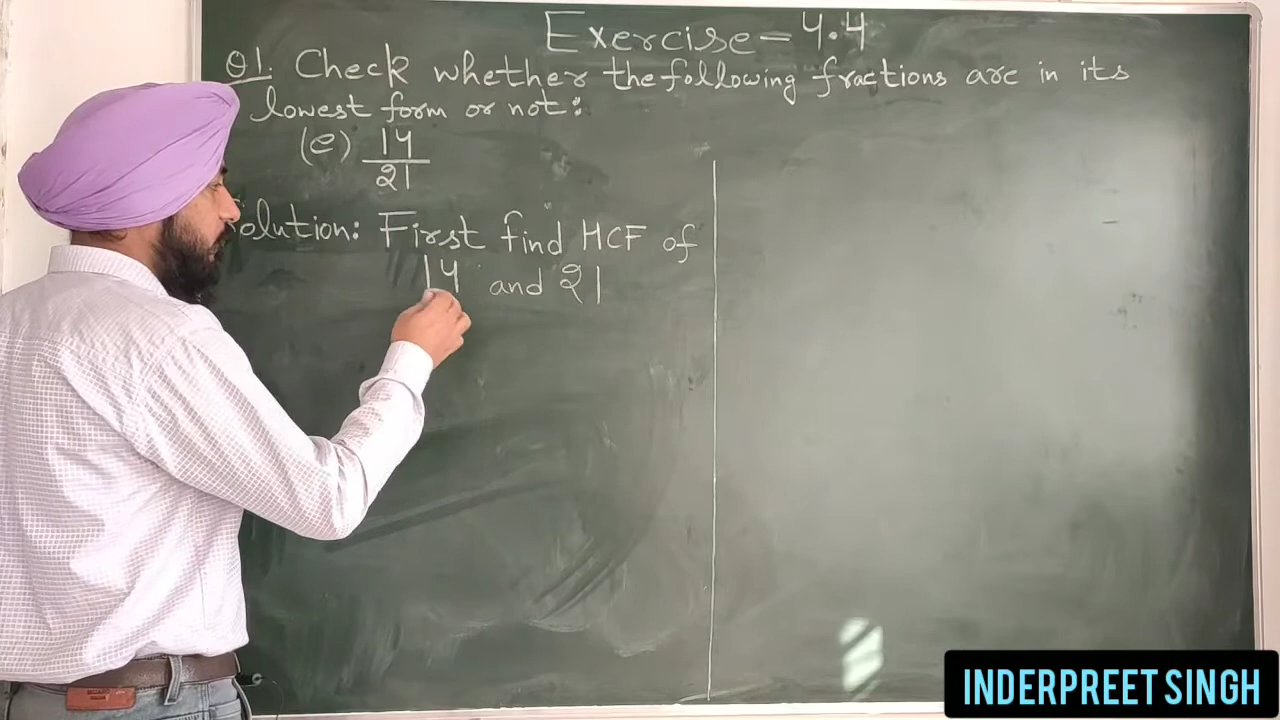 Exercise = 4.4
Q1. Check whether the following fractions are in its
lowest form or not:
(e) 14/21
Solution: First find HCF of
14 and 21
INDERPREET SINGH